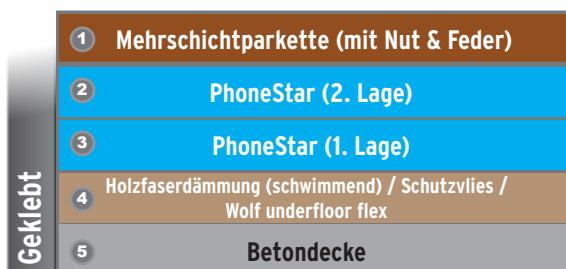 1 Mehrschichtparkette (mit Nut & Feder)
2 PhoneStar (2. Lage)
3 PhoneStar (1. Lage)
4 Holzfaserdämmung (schwimmend) / Schutzvlies /
Wolf underfloor flex
5 Betondecke
Geklebt